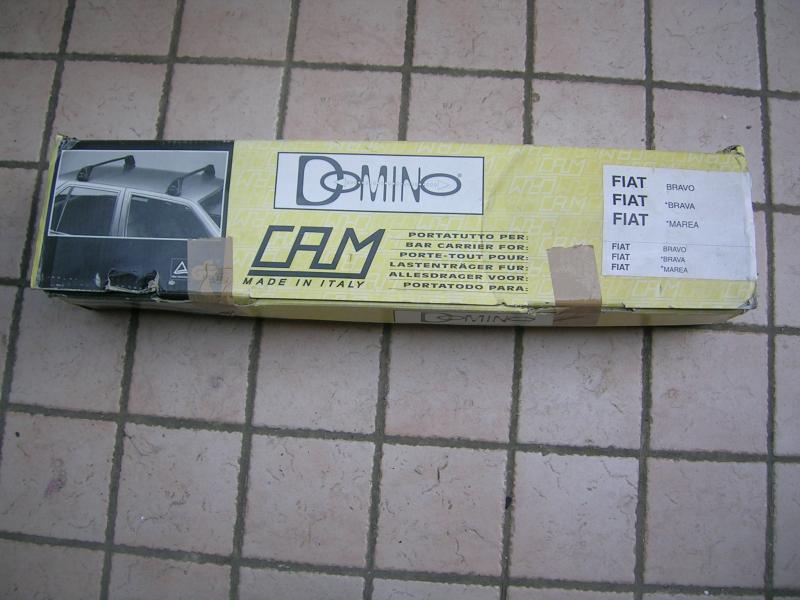 DOMINO®
CAM
MADE IN ITALY
PORTATUTTO PER:
BAR CARRIER FOR:
PORTE-TOUT POUR:
LASTENTRÄGER FUR:
ALLESDRAGER VOOR:
PORTATODO PARA:
FIAT BRAVO
FIAT *BRAVA
FIAT *MAREA
FIAT BRAVO
FIAT *BRAVA
FIAT *MAREA
DOMINO